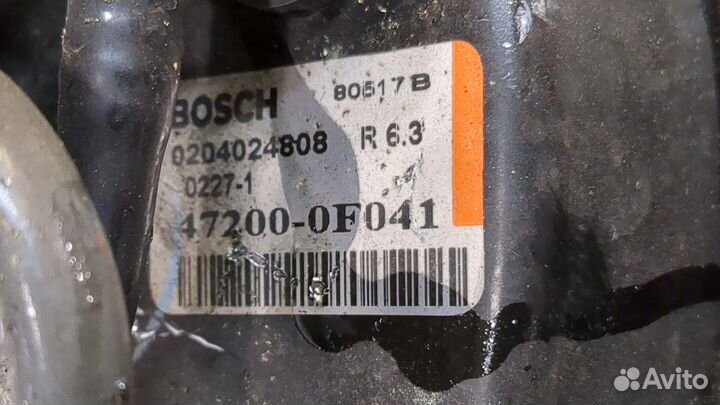 BOSCH 80517B
0204024808 R 6.3
0227-1
47200-0F041
Avito